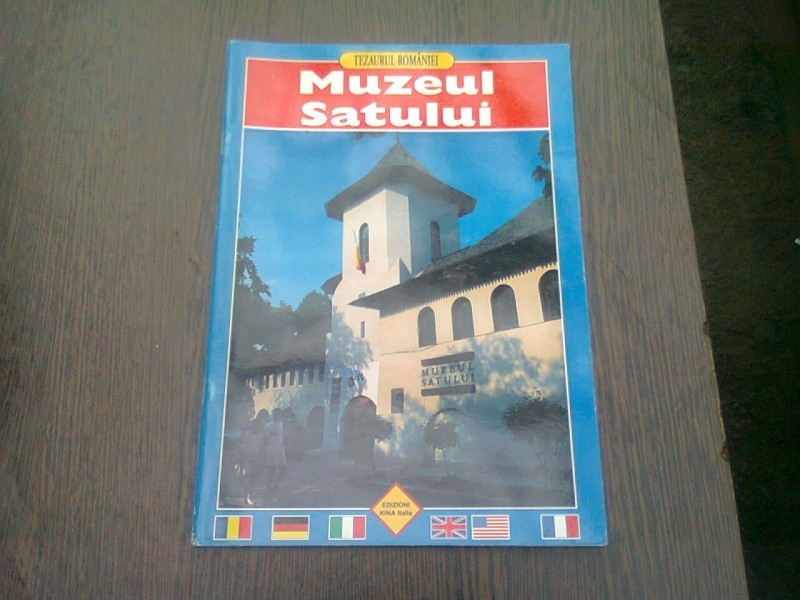 TEZAURUL ROMÂNIEI
Muzeul
Satului
MUZEUL
SATULUI
EDIZIONI
KINA Italia